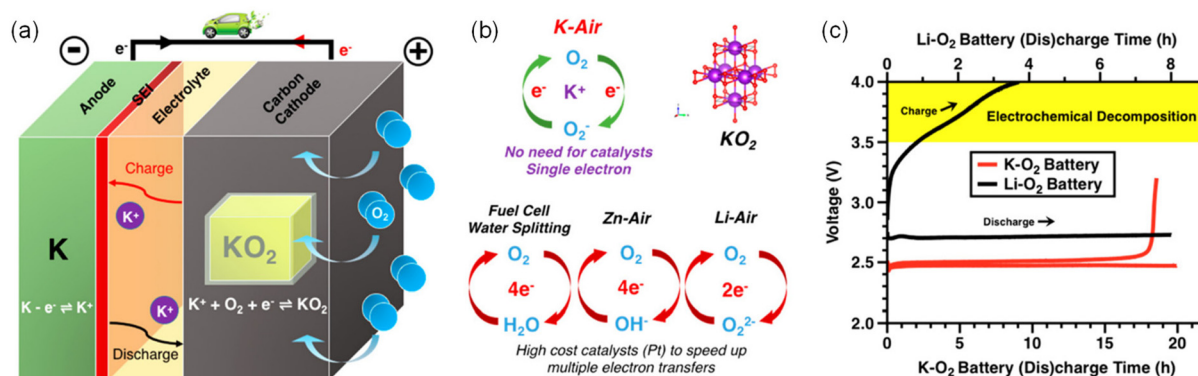 (a)
e⁻
e⁻
−
+
Anode
SEI
Electrolyte
Carbon
Cathode
Charge
K⁺
O₂
KO₂
K
K - e⁻ ⇌ K⁺
K⁺ + O₂ + e⁻ ⇌ KO₂
K⁺
Discharge
(b)
K-Air
O₂
e⁻ K⁺ e⁻
O₂⁻
No need for catalysts
Single electron
KO₂
Fuel Cell
Water Splitting
O₂
4e⁻
H₂O
Zn-Air
O₂
4e⁻
OH⁻
Li-Air
O₂
2e⁻
O₂²⁻
High cost catalysts (Pt) to speed up
multiple electron transfers
(c)
Li-O₂ Battery (Dis)charge Time (h)
0 2 4 6 8
4.0
3.5
3.0
2.5
2.0
Voltage (V)
Charge →
Electrochemical Decomposition
K-O₂ Battery
Li-O₂ Battery
Discharge →
0 5 10 15 20
K-O₂ Battery (Dis)charge Time (h)